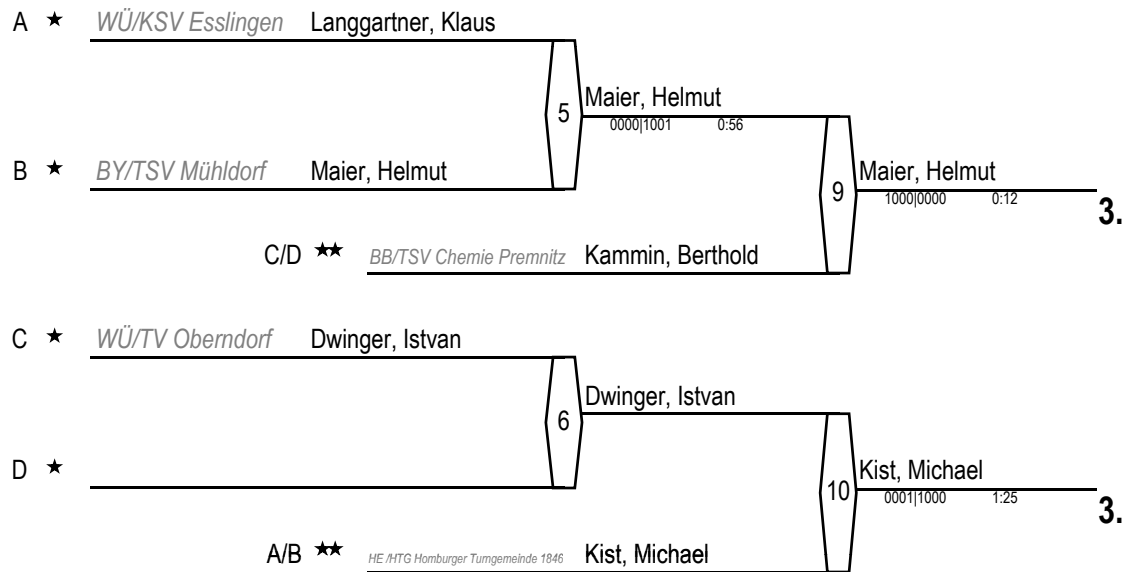 A ★ WÜ/KSV Esslingen Langgartner, Klaus
5 Maier, Helmut
0000|1001 0:56
B ★ BY/TSV Mühldorf Maier, Helmut
9 Maier, Helmut
1000|0000 0:12
3.
C/D ★★ BB/TSV Chemie Premnitz Kammin, Berthold
C ★ WÜ/TV Oberndorf Dwinger, Istvan
6 Dwinger, Istvan
D ★
10 Kist, Michael
0001|1000 1:25
3.
A/B ★★ HE /HTG Homburger Turngemeinde 1846 Kist, Michael